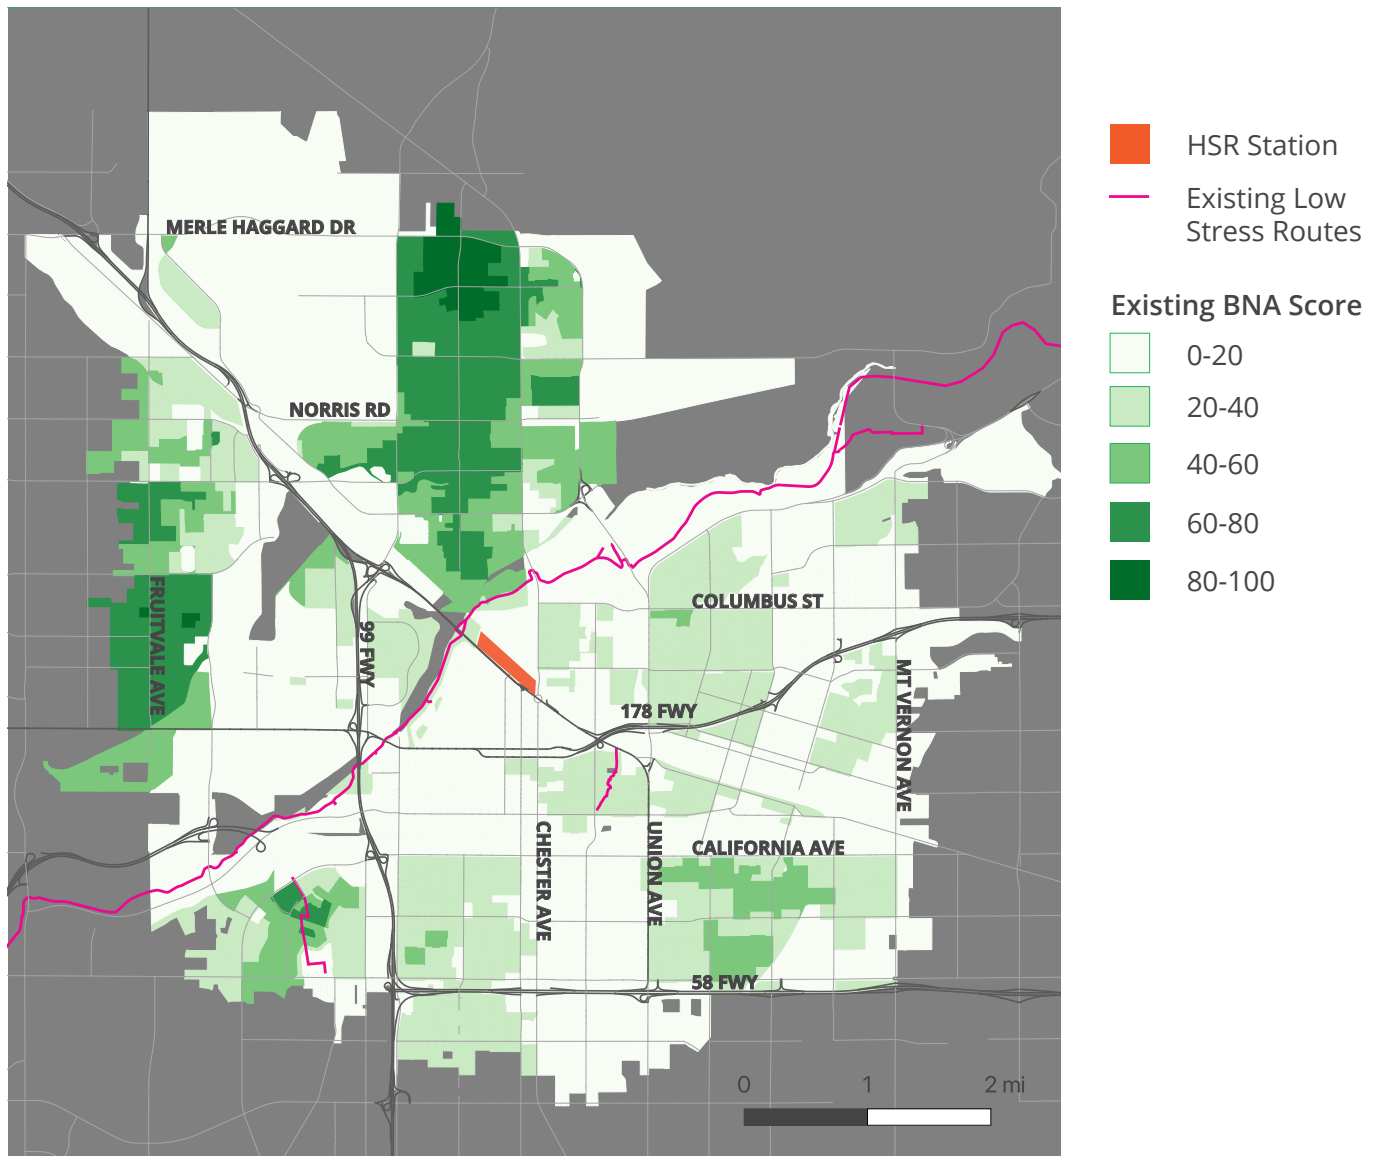 MERLE HAGGARD DR
NORRIS RD
COLUMBUS ST
FRUITVALE AVE
99 FWY
MT VERNON AVE
178 FWY
CHESTER AVE
UNION AVE
CALIFORNIA AVE
58 FWY
0 1 2 mi
HSR Station
Existing Low
Stress Routes
Existing BNA Score
0-20
20-40
40-60
60-80
80-100